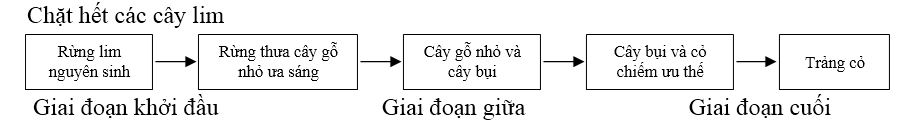 Chặt hết các cây lim
Rừng lim
nguyên sinh
Rừng thưa cây gỗ
nhỏ ưa sáng
Cây gỗ nhỏ và
cây bụi
Cây bụi và cỏ
chiếm ưu thế
Trảng cỏ
Giai đoạn khởi đầu
Giai đoạn giữa
Giai đoạn cuối